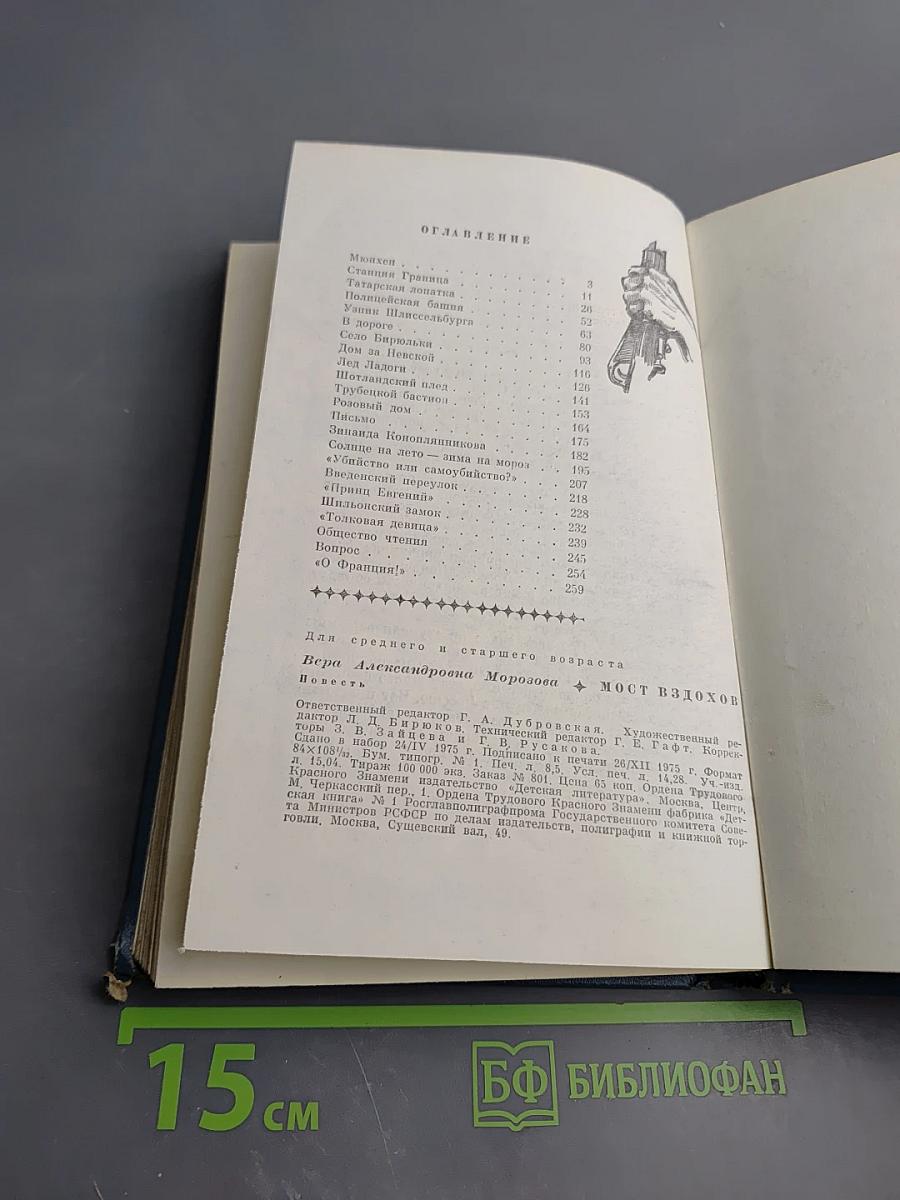 ОГЛАВЛЕНИЕ
Мюнхен . . . . . . . . . . . 3
Станция Граница . . . . . . . . 11
Татарская лопатка . . . . . . . . 26
Полицейская башня . . . . . . . . 52
Узник Шлиссельбурга . . . . . . . 63
В дороге . . . . . . . . . . . 80
Село Бирюльки . . . . . . . . . 93
Дом за Невской . . . . . . . . . 116
Лед Ладоги . . . . . . . . . . 126
Шотландский плед . . . . . . . . 141
Трубецкой бастион . . . . . . . . 153
Розовый дом . . . . . . . . . . 164
Письмо . . . . . . . . . . . 175
Зинаида Коноплянникова . . . . . . 182
Солнце на лето — зима на мороз . . . 195
«Убийство или самоубийство?» . . . . 207
Введенский переулок . . . . . . . 218
«Принц Евгений» . . . . . . . . 228
Шильонский замок . . . . . . . . 232
«Толковая девица» . . . . . . . . 239
Общество чтения . . . . . . . . 245
Вопрос . . . . . . . . . . . 254
«О Франция!» . . . . . . . . . 259
Для среднего и старшего возраста
Вера Александровна Морозова ✦ МОСТ ВЗДОХОВ
Повесть
Ответственный редактор Г. А. Дубровская. Художественный ре-
дактор Л. Д. Бирюков. Технический редактор Г. Е. Гафт. Коррек-
торы З. В. Зайцева и Г. В. Русакова.
Сдано в набор 24/IV 1975 г. Подписано к печати 26/XII 1975 г. Формат
84×108¹/₃₂. Бум. типогр. № 1. Печ. л. 8,5. Усл. печ. л. 14,28. Уч.-изд.
л. 15,04. Тираж 100 000 экз. Заказ № 801. Цена 65 коп. Ордена Трудового
Красного Знамени издательство «Детская литература». Москва, Центр,
М. Черкасский пер., 1. Ордена Трудового Красного Знамени фабрика «Дет-
ская книга» № 1 Росглавполиграфпрома Государственного комитета Сове-
та Министров РСФСР по делам издательств, полиграфии и книжной тор-
говли. Москва, Сущевский вал, 49.
15 см
БФ БИБЛИОФАН